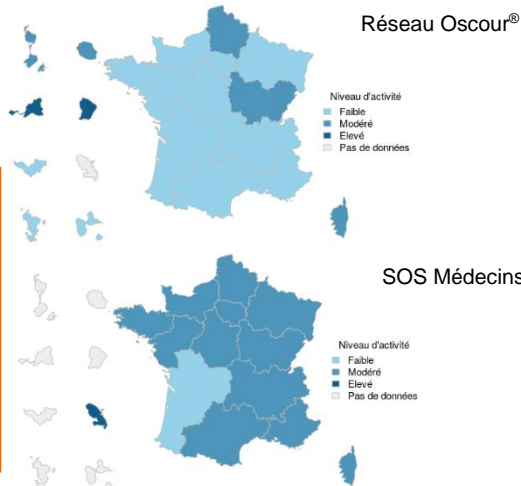 Réseau Oscour®
Niveau d'activité
Faible
Modéré
Elevé
Pas de données
SOS Médecins
Niveau d'activité
Faible
Modéré
Elevé
Pas de données